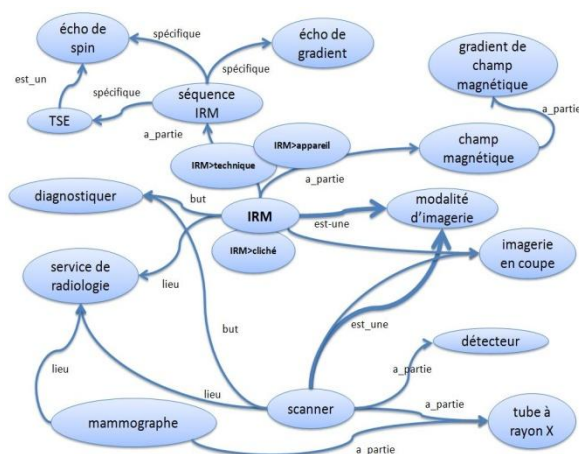 écho de
spin
écho de
gradient
gradient de
champ
magnétique
spécifique
spécifique
est_un
spécifique
séquence
IRM
TSE
a_partie
a_partie
IRM>appareil
IRM>technique
champ
magnétique
a_partie
diagnostiquer
but
IRM
est-une
modalité
d'imagerie
IRM>cliché
imagerie
en coupe
service de
radiologie
lieu
but
est_une
détecteur
a_partie
lieu
lieu
scanner
a_partie
tube à
rayon X
mammographe
a_partie